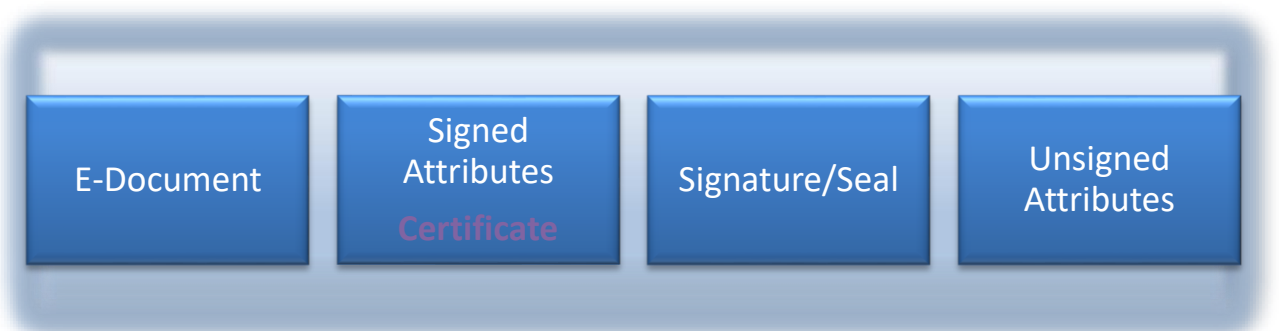 E-Document
Signed
Attributes
Certificate
Signature/Seal
Unsigned
Attributes